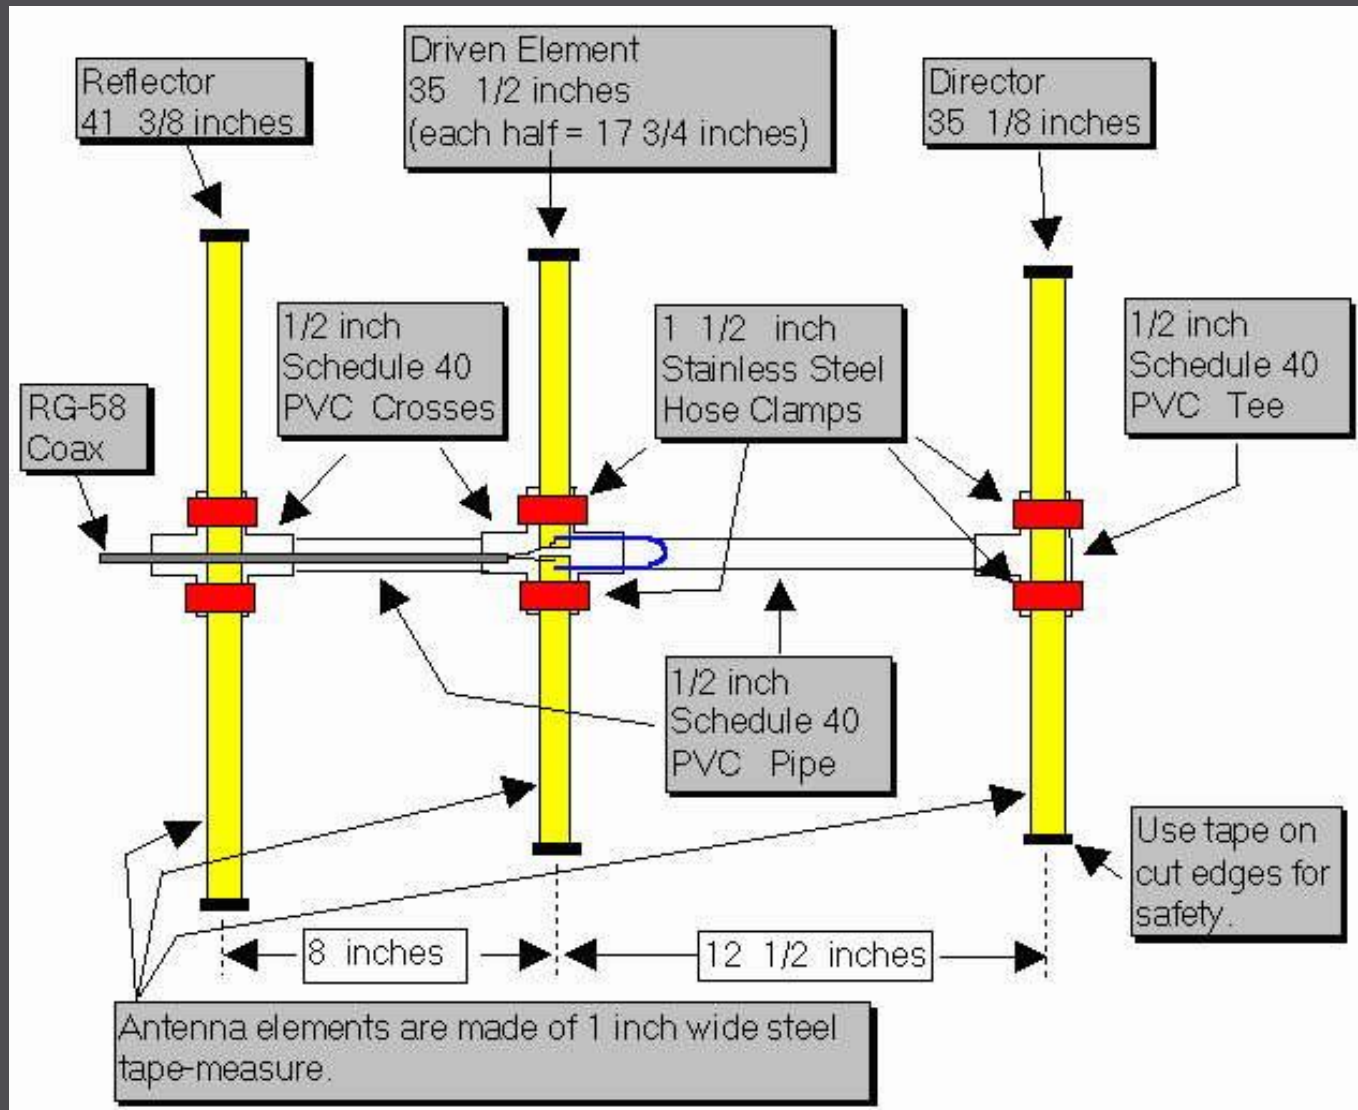 Reflector
41 3/8 inches
Driven Element
35 1/2 inches
(each half = 17 3/4 inches)
Director
35 1/8 inches
RG-58
Coax
1/2 inch
Schedule 40
PVC Crosses
1 1/2 inch
Stainless Steel
Hose Clamps
1/2 inch
Schedule 40
PVC Tee
1/2 inch
Schedule 40
PVC Pipe
Use tape on
cut edges for
safety.
8 inches
12 1/2 inches
Antenna elements are made of 1 inch wide steel
tape-measure.